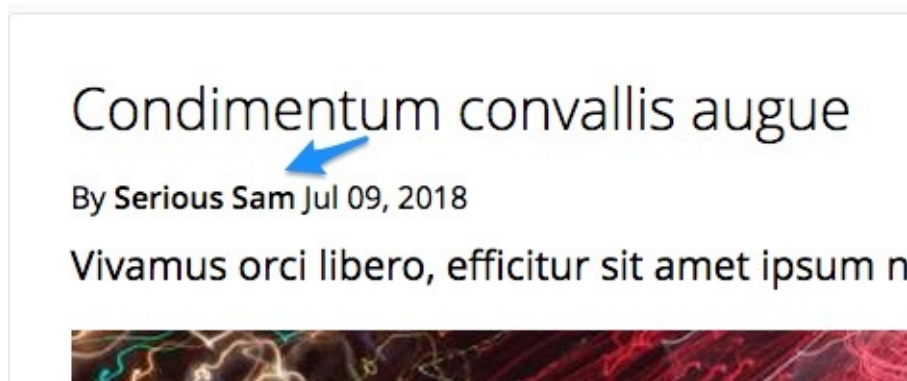 Condimentum convallis augue
By Serious Sam Jul 09, 2018
Vivamus orci libero, efficitur sit amet ipsum n